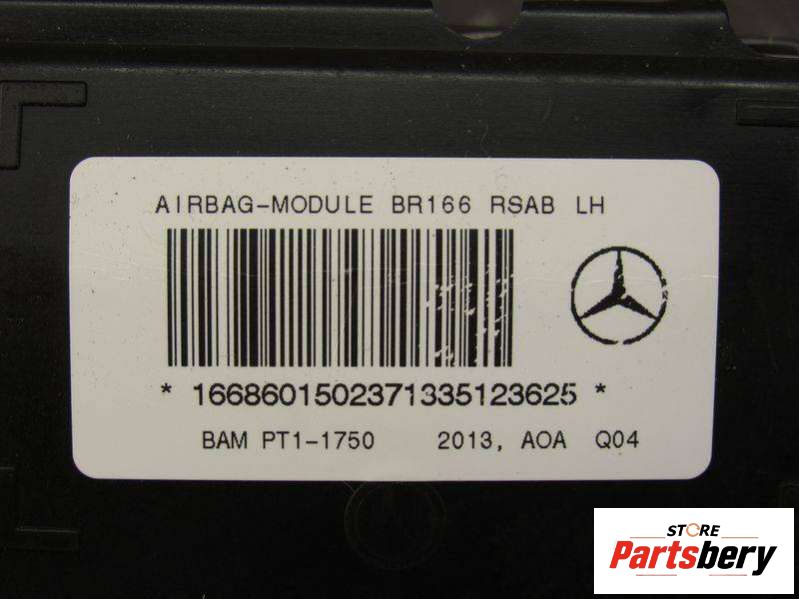 AIRBAG-MODULE BR166 RSAB LH
* 1668601502371335123625 *
BAM PT1-1750 2013, AOA Q04
STORE
Partsbery